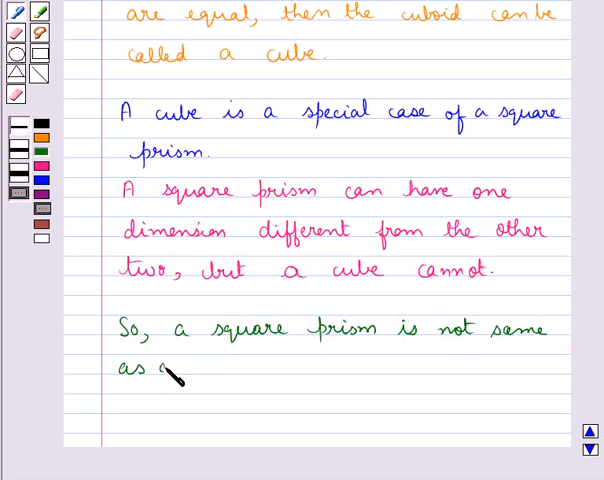 are equal, then the cuboid can be
called a cube.
A cube is a special case of a square
prism.
A square prism can have one
dimension different from the other
two, but a cube cannot.
So, a square prism is not same
as